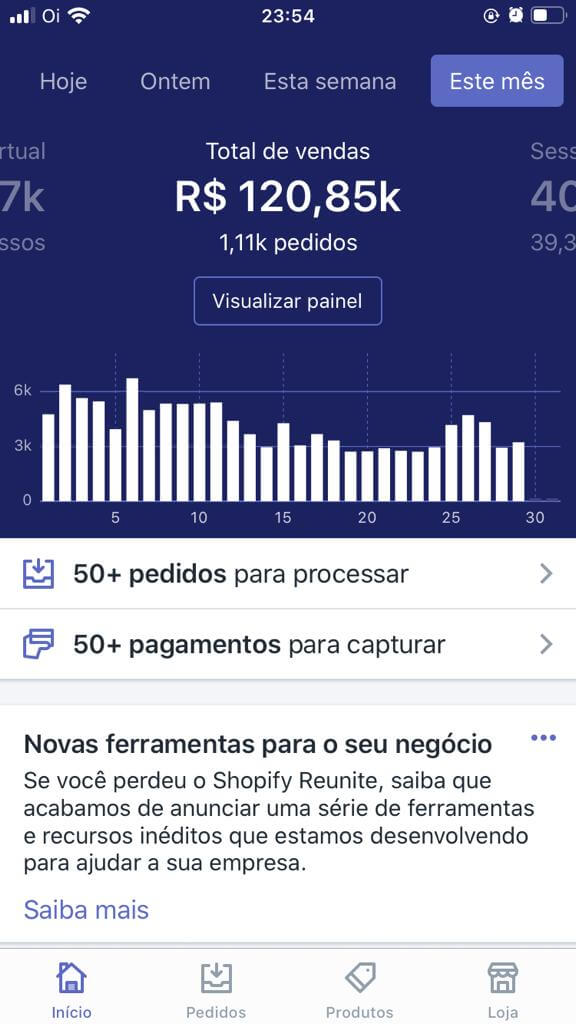 Oi 23:54
Hoje Ontem Esta semana Este mês
rtual Total de vendas Sess
7k R$ 120,85k 40
ssos 1,11k pedidos 39,3
Visualizar painel
6k
3k
0
5 10 15 20 25 30
50+ pedidos para processar
50+ pagamentos para capturar
Novas ferramentas para o seu negócio
Se você perdeu o Shopify Reunite, saiba que
acabamos de anunciar uma série de ferramentas
e recursos inéditos que estamos desenvolvendo
para ajudar a sua empresa.
Saiba mais
Início Pedidos Produtos Loja